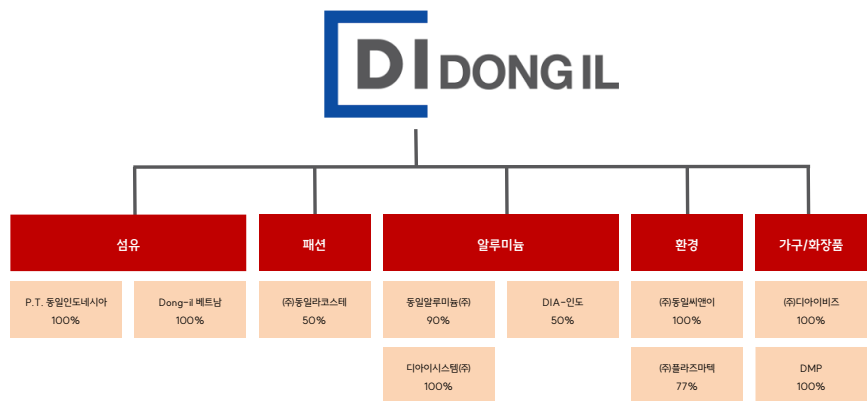 DI DONG IL
섬유
패션
알루미늄
환경
가구/화장품
P.T. 동일인도네시아
100%
Dong-il 베트남
100%
(주)동일라코스테
50%
동일알루미늄(주)
90%
DIA-인도
50%
(주)동일씨앤이
100%
(주)디아이비즈
100%
디아이시스템(주)
100%
(주)플라즈마텍
77%
DMP
100%